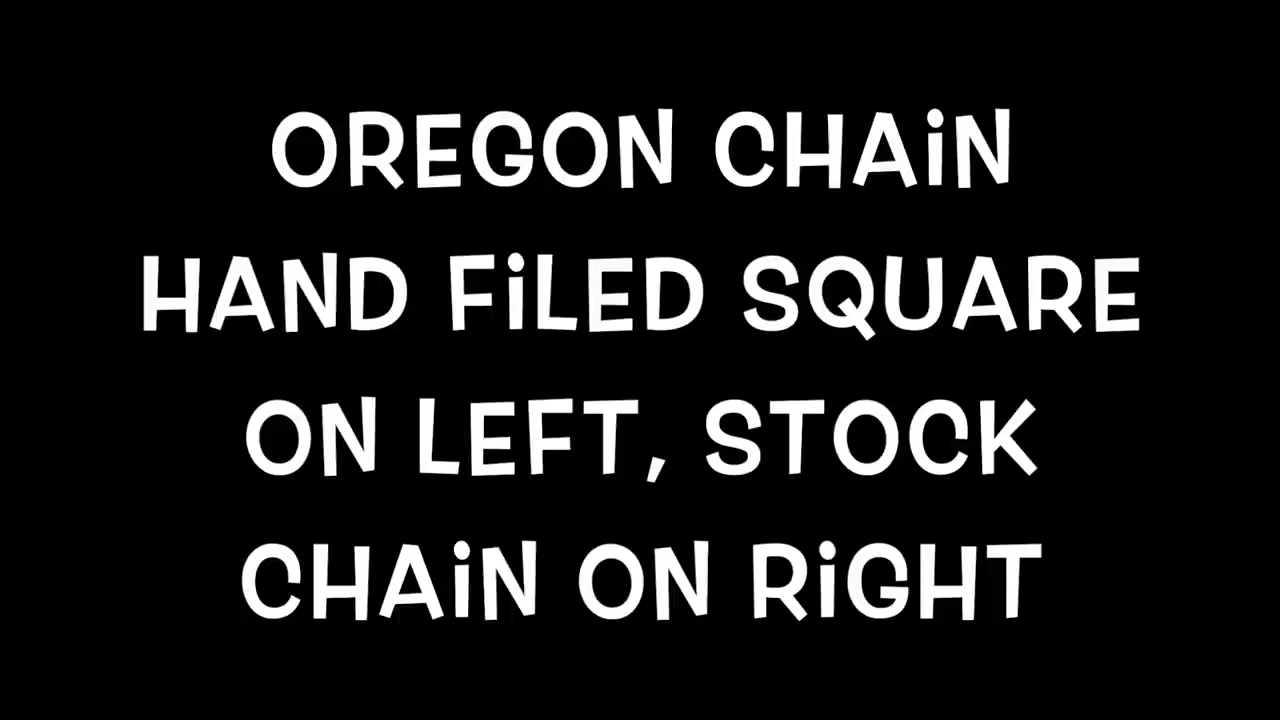 OREGON CHAiN
HAND FiLED SQUARE
ON LEFT, STOCK
CHAiN ON RiGHT